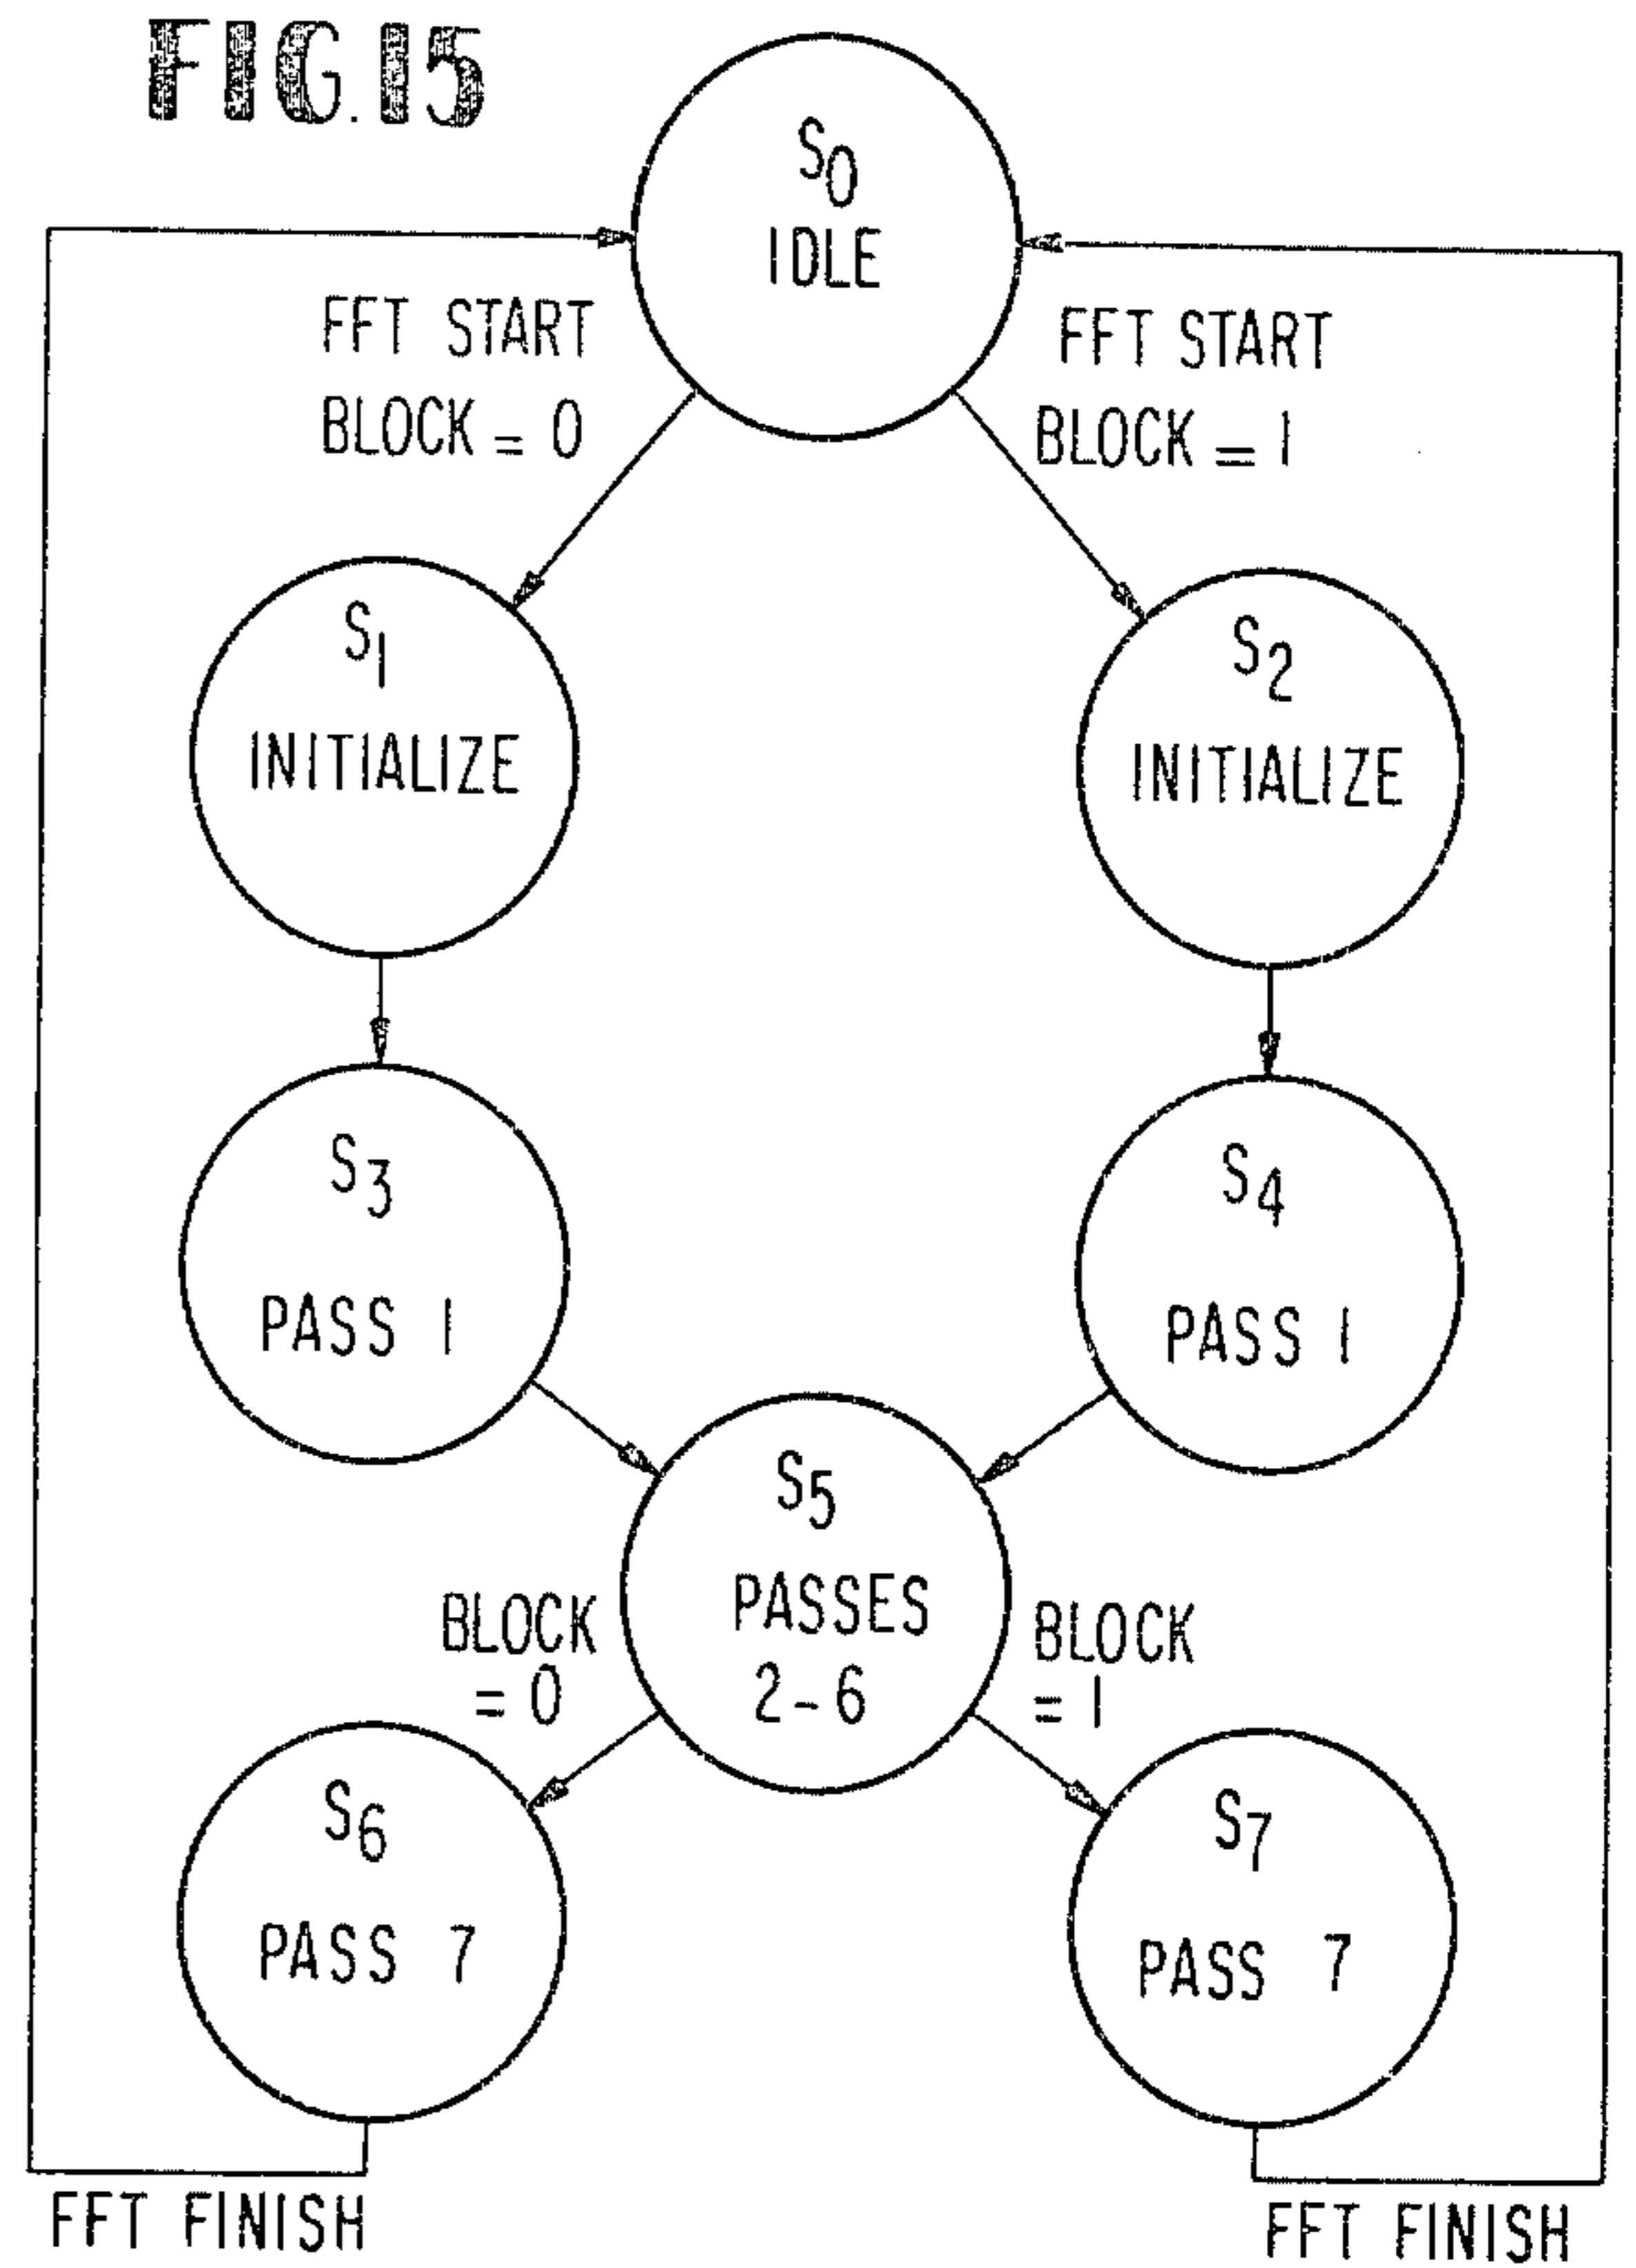 FIG.15
S0
IDLE
FFT START
BLOCK = 0
FFT START
BLOCK = 1
S1
INITIALIZE
S2
INITIALIZE
S3
PASS 1
S4
PASS 1
S5
PASSES
2-6
BLOCK
= 0
BLOCK
= 1
S6
PASS 7
S7
PASS 7
FFT FINISH
FFT FINISH